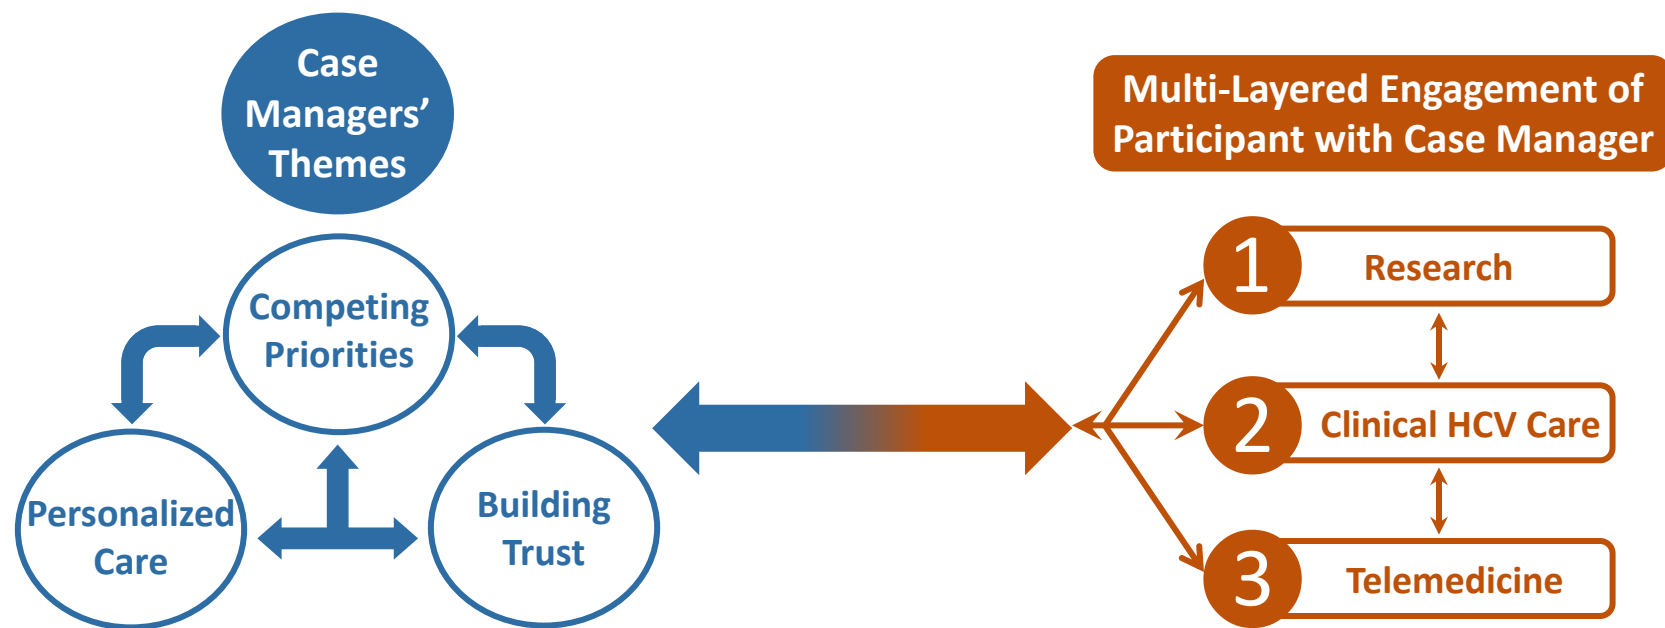 Case
Managers’
Themes
Competing
Priorities
Personalized
Care
Building
Trust
Multi-Layered Engagement of
Participant with Case Manager
1
Research
2
Clinical HCV Care
3
Telemedicine